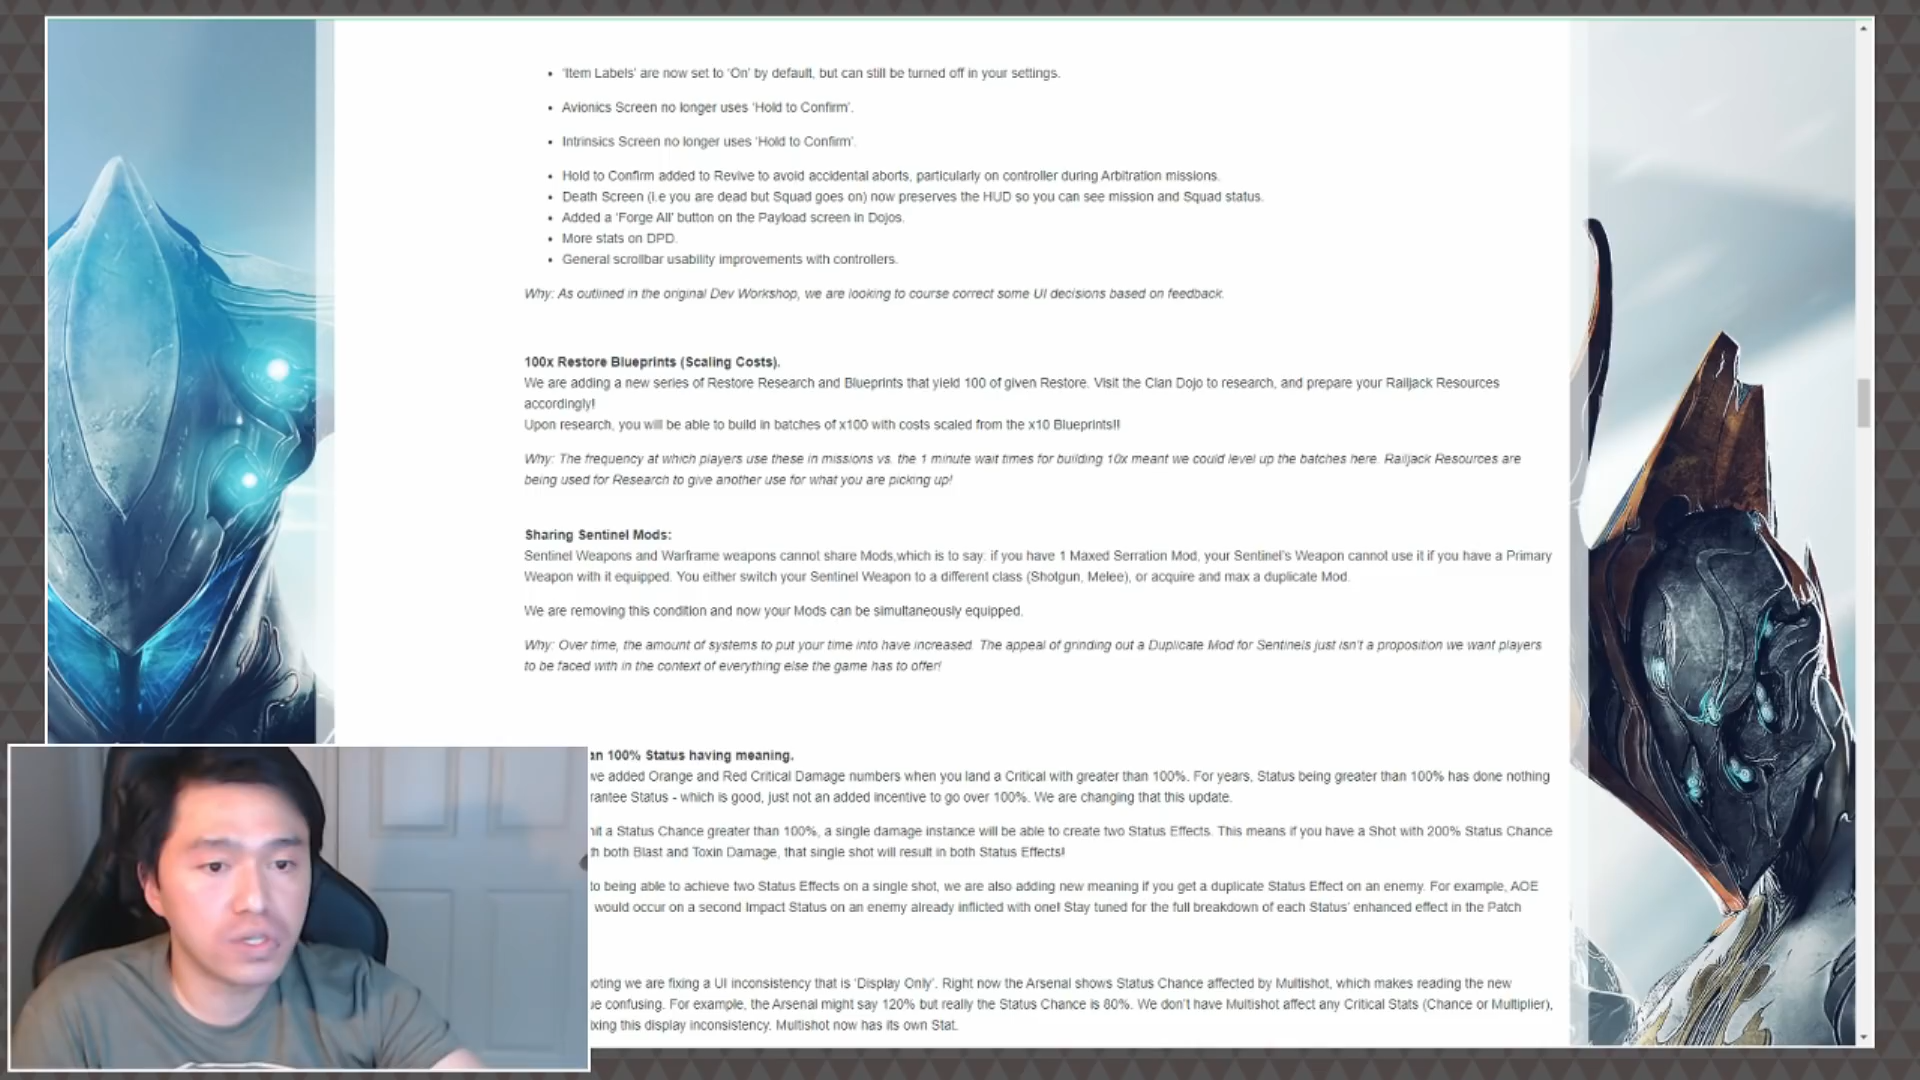 • 'Item Labels' are now set to 'On' by default, but can still be turned off in your settings.
• Avionics Screen no longer uses 'Hold to Confirm'.
• Intrinsics Screen no longer uses 'Hold to Confirm'.
• Hold to Confirm added to Revive to avoid accidental aborts, particularly on controller during Arbitration missions.
• Death Screen (i.e you are dead but Squad goes on) now preserves the HUD so you can see mission and Squad status.
• Added a 'Forge All' button on the Payload screen in Dojos.
• More stats on DPD.
• General scrollbar usability improvements with controllers.
Why: As outlined in the original Dev Workshop, we are looking to course correct some UI decisions based on feedback.
100x Restore Blueprints (Scaling Costs).
We are adding a new series of Restore Research and Blueprints that yield 100 of given Restore. Visit the Clan Dojo to research, and prepare your Railjack Resources
accordingly!
Upon research, you will be able to build in batches of x100 with costs scaled from the x10 Blueprints!!
Why: The frequency at which players use these in missions vs. the 1 minute wait times for building 10x meant we could level up the batches here. Railjack Resources are
being used for Research to give another use for what you are picking up!
Sharing Sentinel Mods:
Sentinel Weapons and Warframe weapons cannot share Mods,which is to say: if you have 1 Maxed Serration Mod, your Sentinel's Weapon cannot use it if you have a Primary
Weapon with it equipped. You either switch your Sentinel Weapon to a different class (Shotgun, Melee), or acquire and max a duplicate Mod.
We are removing this condition and now your Mods can be simultaneously equipped.
Why: Over time, the amount of systems to put your time into have increased. The appeal of grinding out a Duplicate Mod for Sentinels just isn't a proposition we want players
to be faced with in the context of everything else the game has to offer!
an 100% Status having meaning.
ve added Orange and Red Critical Damage numbers when you land a Critical with greater than 100%. For years, Status being greater than 100% has done nothing
rantee Status - which is good, just not an added incentive to go over 100%. We are changing that this update.
hit a Status Chance greater than 100%, a single damage instance will be able to create two Status Effects. This means if you have a Shot with 200% Status Chance
th both Blast and Toxin Damage, that single shot will result in both Status Effects!
to being able to achieve two Status Effects on a single shot, we are also adding new meaning if you get a duplicate Status Effect on an enemy. For example, AOE
would occur on a second Impact Status on an enemy already inflicted with one! Stay tuned for the full breakdown of each Status' enhanced effect in the Patch
oting we are fixing a UI inconsistency that is 'Display Only'. Right now the Arsenal shows Status Chance affected by Multishot, which makes reading the new
ue confusing. For example, the Arsenal might say 120% but really the Status Chance is 60%. We don't have Multishot affect any Critical Stats (Chance or Multiplier),
ixing this display inconsistency. Multishot now has its own Stat.